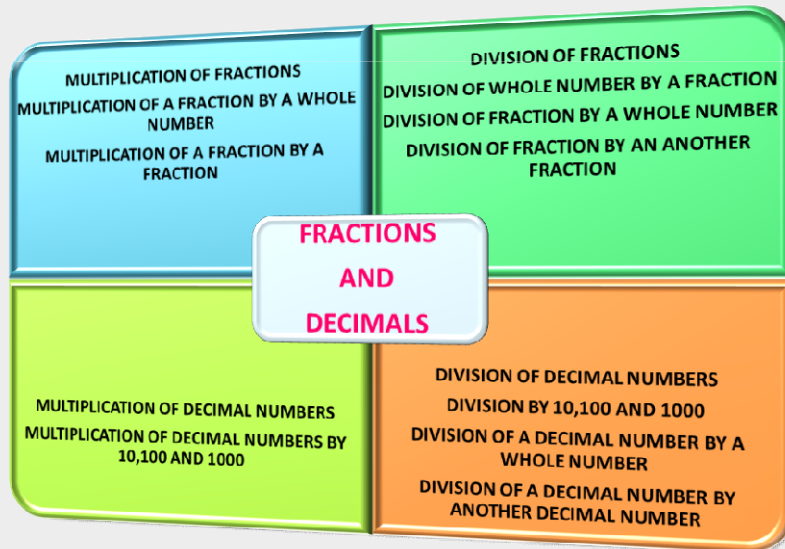 MULTIPLICATION OF FRACTIONS
MULTIPLICATION OF A FRACTION BY A WHOLE
NUMBER
MULTIPLICATION OF A FRACTION BY A
FRACTION
DIVISION OF FRACTIONS
DIVISION OF WHOLE NUMBER BY A FRACTION
DIVISION OF FRACTION BY A WHOLE NUMBER
DIVISION OF FRACTION BY AN ANOTHER
FRACTION
FRACTIONS
AND
DECIMALS
MULTIPLICATION OF DECIMAL NUMBERS
MULTIPLICATION OF DECIMAL NUMBERS BY
10,100 AND 1000
DIVISION OF DECIMAL NUMBERS
DIVISION BY 10,100 AND 1000
DIVISION OF A DECIMAL NUMBER BY A
WHOLE NUMBER
DIVISION OF A DECIMAL NUMBER BY
ANOTHER DECIMAL NUMBER